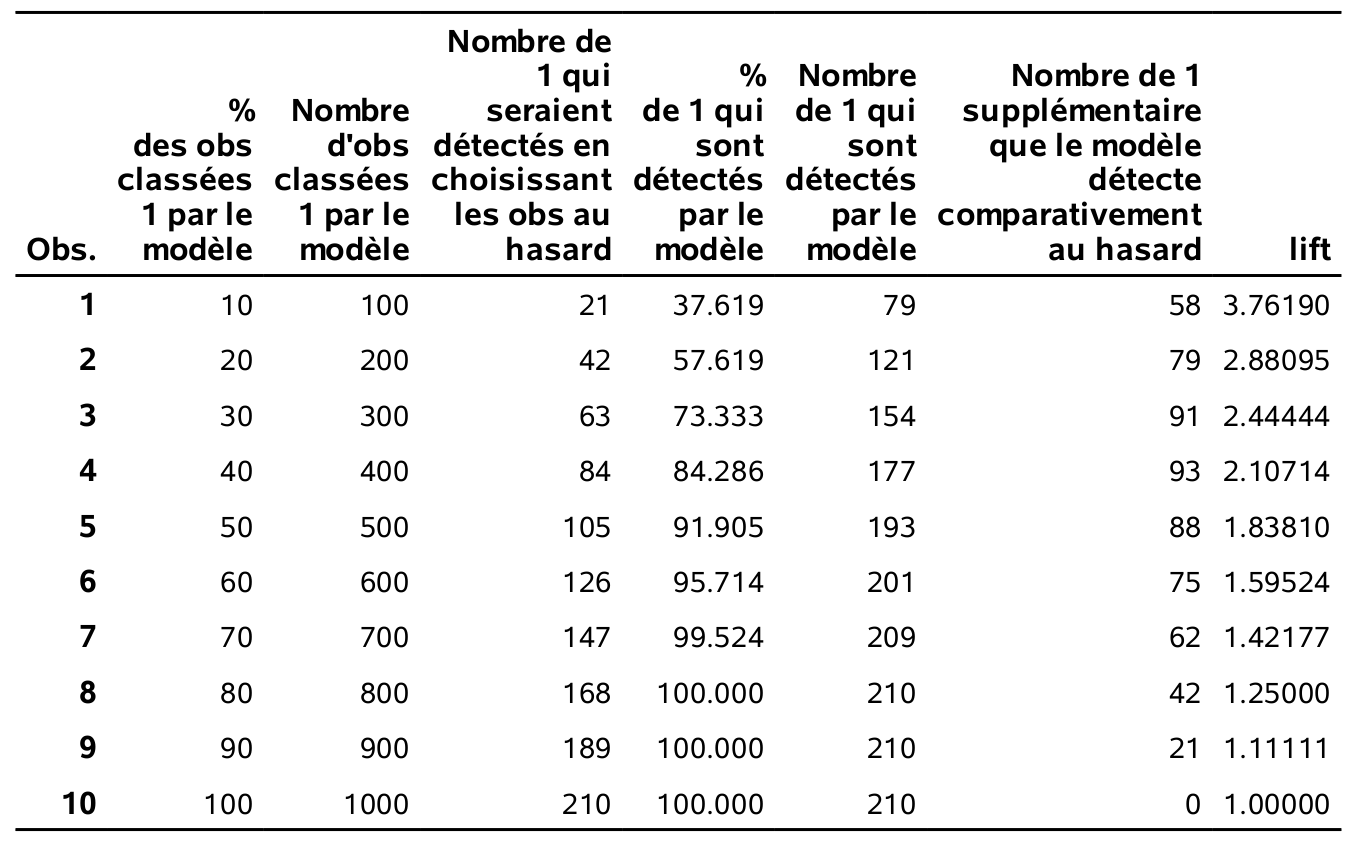 Obs. % des obs classées 1 par le modèle Nombre d'obs classées 1 par le modèle Nombre de 1 qui seraient détectés en choisissant les obs au hasard % de 1 qui sont détectés par le modèle Nombre de 1 qui sont détectés par le modèle Nombre de 1 supplémentaire que le modèle détecte comparativement au hasard lift
1 10 100 21 37.619 79 58 3.76190
2 20 200 42 57.619 121 79 2.88095
3 30 300 63 73.333 154 91 2.44444
4 40 400 84 84.286 177 93 2.10714
5 50 500 105 91.905 193 88 1.83810
6 60 600 126 95.714 201 75 1.59524
7 70 700 147 99.524 209 62 1.42177
8 80 800 168 100.000 210 42 1.25000
9 90 900 189 100.000 210 21 1.11111
10 100 1000 210 100.000 210 0 1.00000